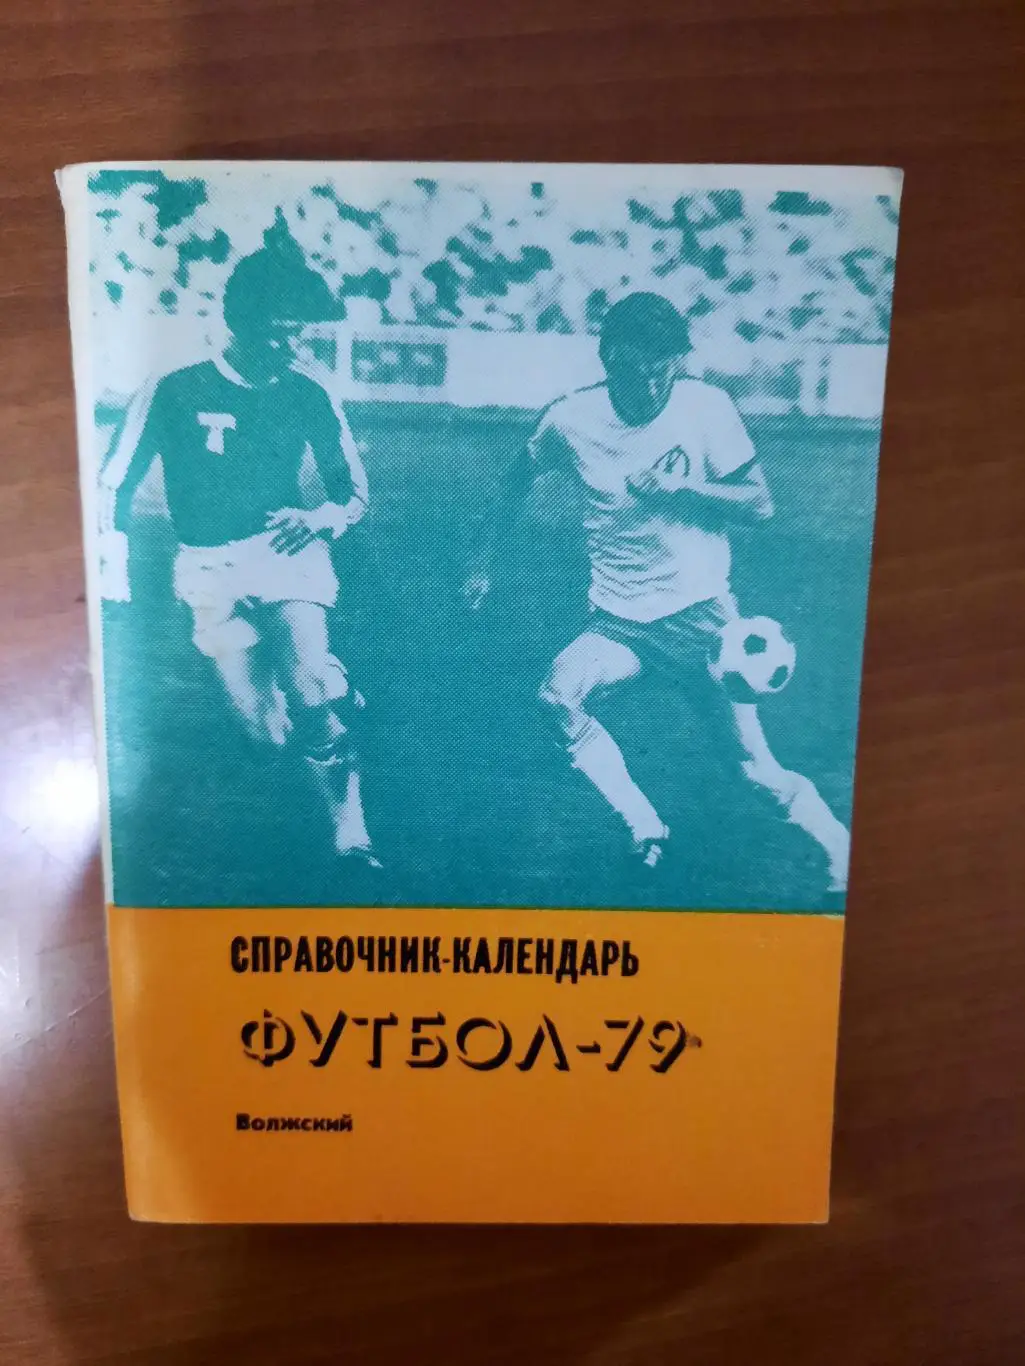 Т
СПРАВОЧНИК-КАЛЕНДАРЬ
ФУТБОЛ-79
Волжский